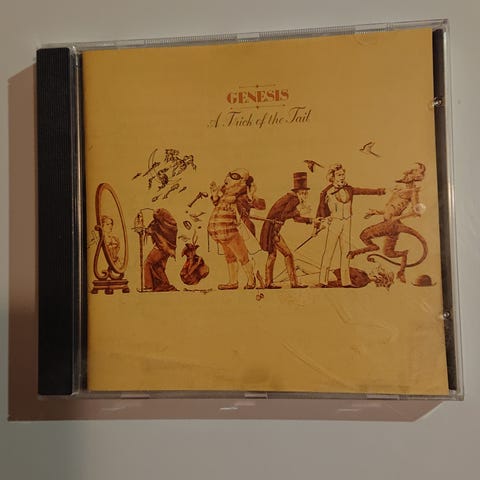 GENESIS
A Trick of the Tail